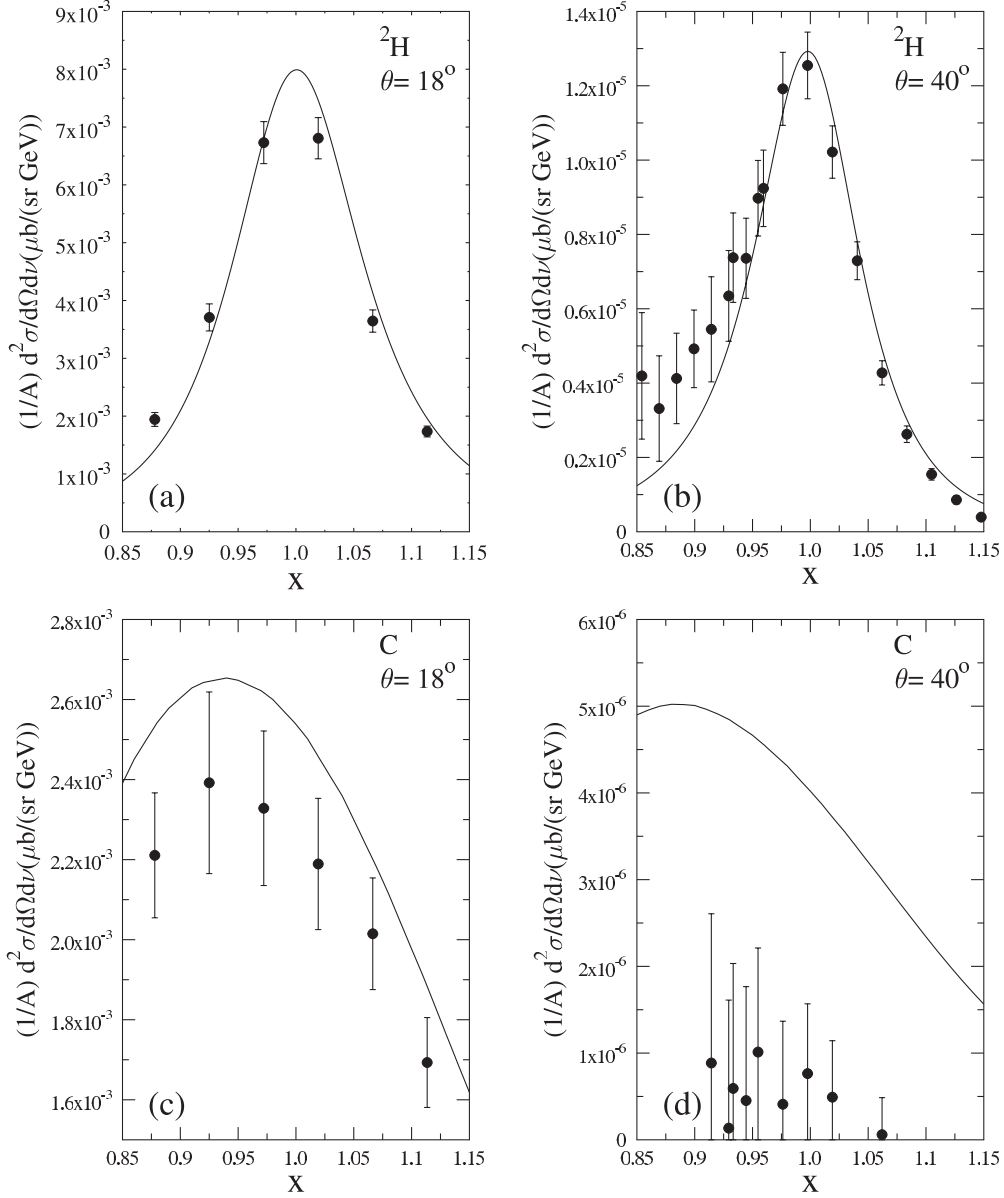 9x10-3
8x10-3
7x10-3
6x10-3
5x10-3
4x10-3
3x10-3
2x10-3
1x10-3
0
(1/A) d2σ/dΩdν(μb/(sr GeV))
2H
θ= 18o
(a)
0.85 0.9 0.95 1.0 1.05 1.1 1.15
x
1.4x10-5
1.2x10-5
1.0x10-5
0.8x10-5
0.6x10-5
0.4x10-5
0.2x10-5
0
(1/A) d2σ/dΩdν(μb/(sr GeV))
2H
θ= 40o
(b)
0.85 0.9 0.95 1.0 1.05 1.1 1.15
x
2.8x10-3
2.6x10-3
2.4x10-3
2.2x10-3
2.0x10-3
1.8x10-3
1.6x10-3
(1/A) d2σ/dΩdν(μb/(sr GeV))
C
θ= 18o
(c)
0.85 0.9 0.95 1.0 1.05 1.1 1.15
x
6x10-6
5x10-6
4x10-6
3x10-6
2x10-6
1x10-6
0
(1/A) d2σ/dΩdν(μb/(sr GeV))
C
θ= 40o
(d)
0.85 0.9 0.95 1.0 1.05 1.1 1.15
x